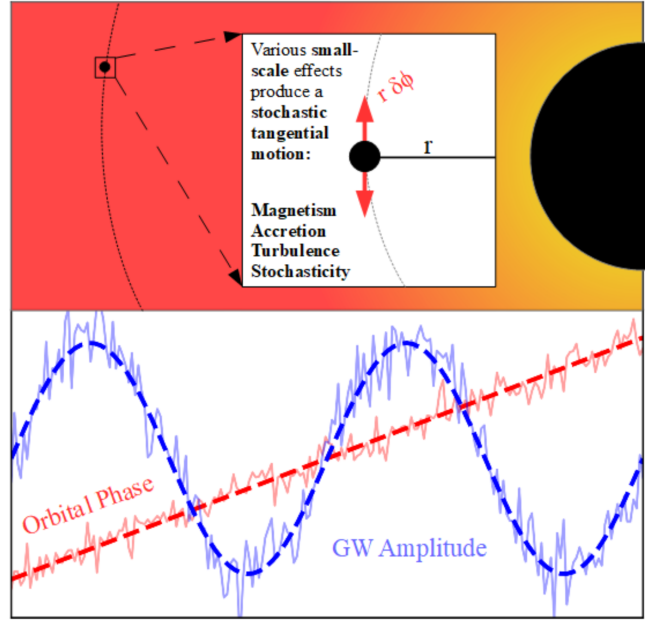 Various small-
scale effects
produce a
stochastic
tangential
motion:
r δϕ
r
Magnetism
Accretion
Turbulence
Stochasticity
Orbital Phase
GW Amplitude